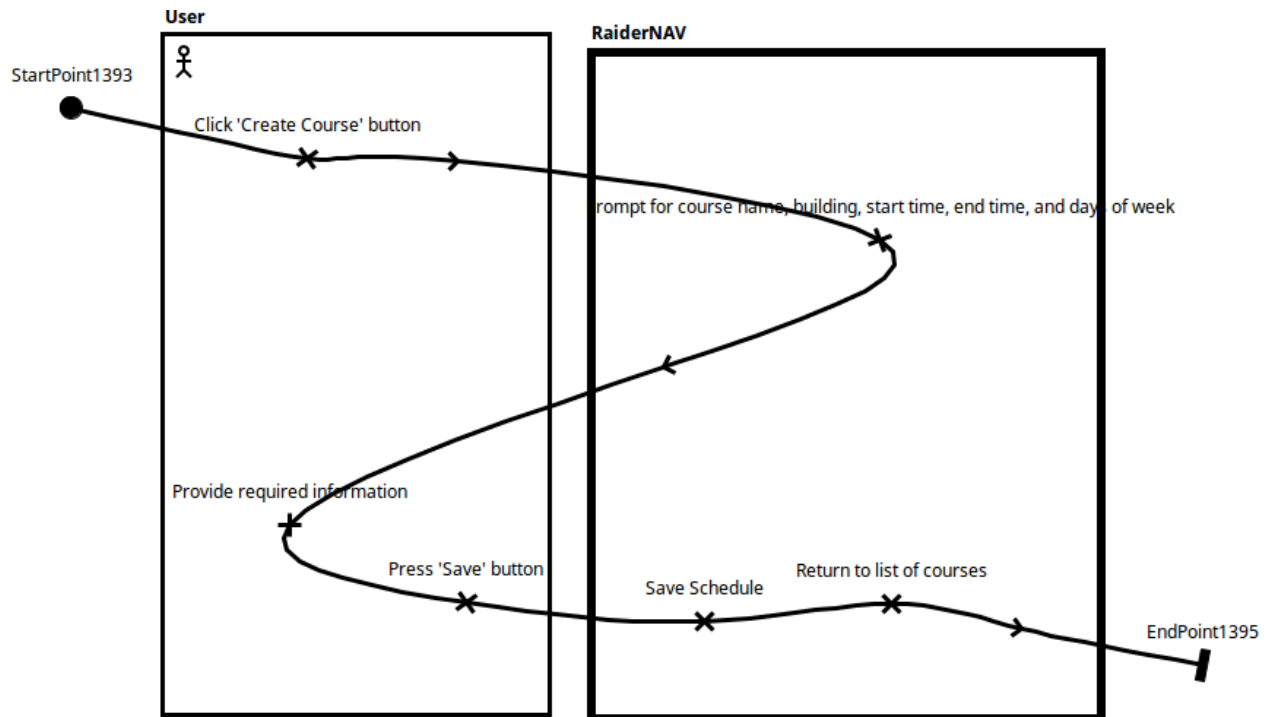 User
RaiderNAV
StartPoint1393
Click 'Create Course' button
rompt for course name, building, start time, end time, and days of week
Provide required information
Press 'Save' button
Save Schedule
Return to list of courses
EndPoint1395